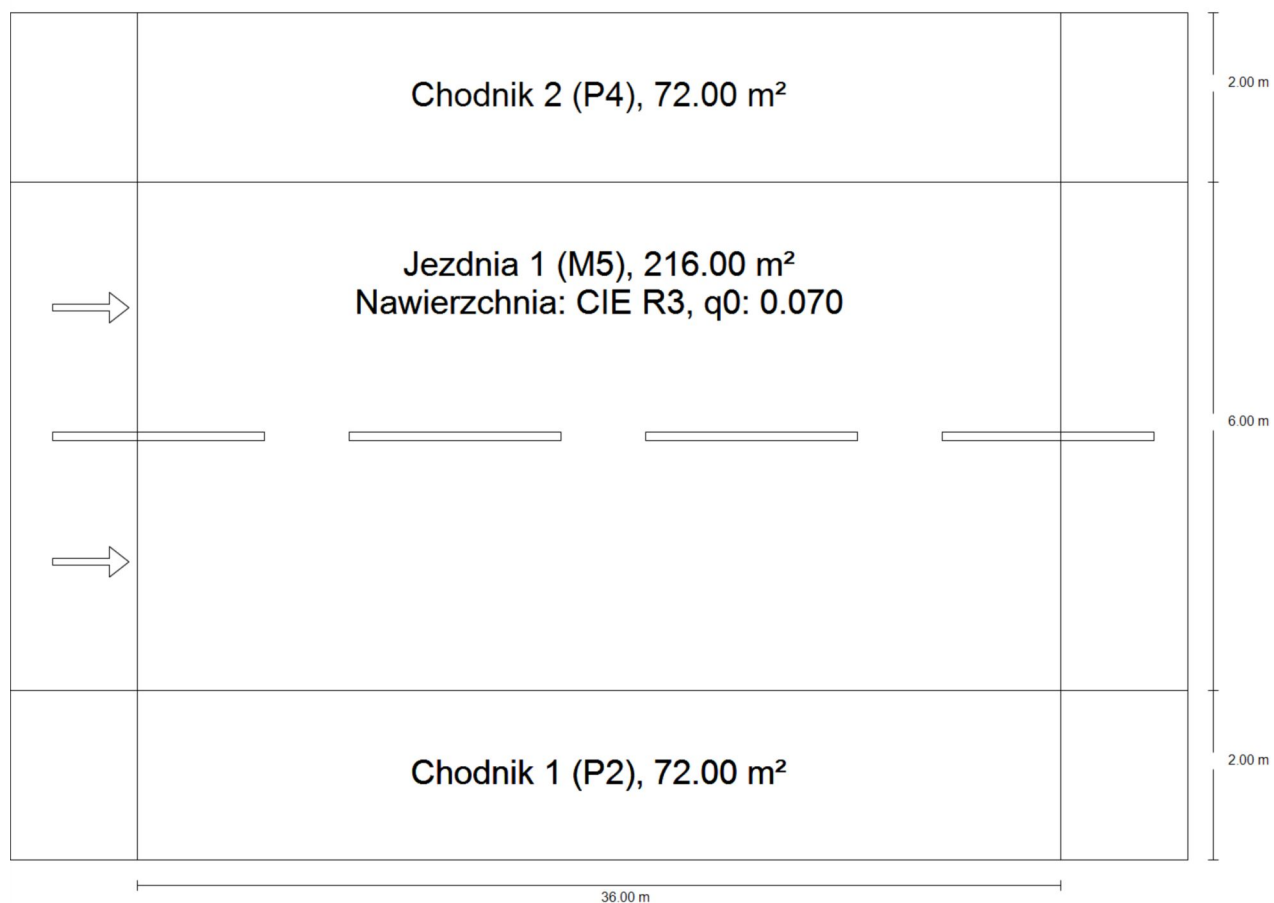 Chodnik 2 (P4), 72.00 m²
2.00 m
Jezdnia 1 (M5), 216.00 m²
Nawierzchnia: CIE R3, q0: 0.070
6.00 m
Chodnik 1 (P2), 72.00 m²
2.00 m
36.00 m